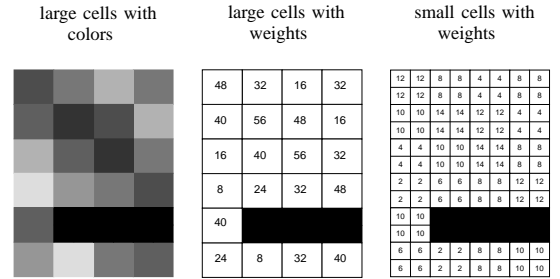 large cells with
colors
large cells with
weights
small cells with
weights
48 32 16 32
40 56 48 16
16 40 56 32
8 24 32 48
40
24 8 32 40
12 12 8 8 4 4 8 8
12 12 8 8 4 4 8 8
10 10 14 14 12 12 4 4
10 10 14 14 12 12 4 4
4 4 10 10 14 14 8 8
4 4 10 10 14 14 8 8
2 2 6 6 8 8 12 12
2 2 6 6 8 8 12 12
10 10
10 10
6 6 2 2 8 8 10 10
6 6 2 2 8 8 10 10